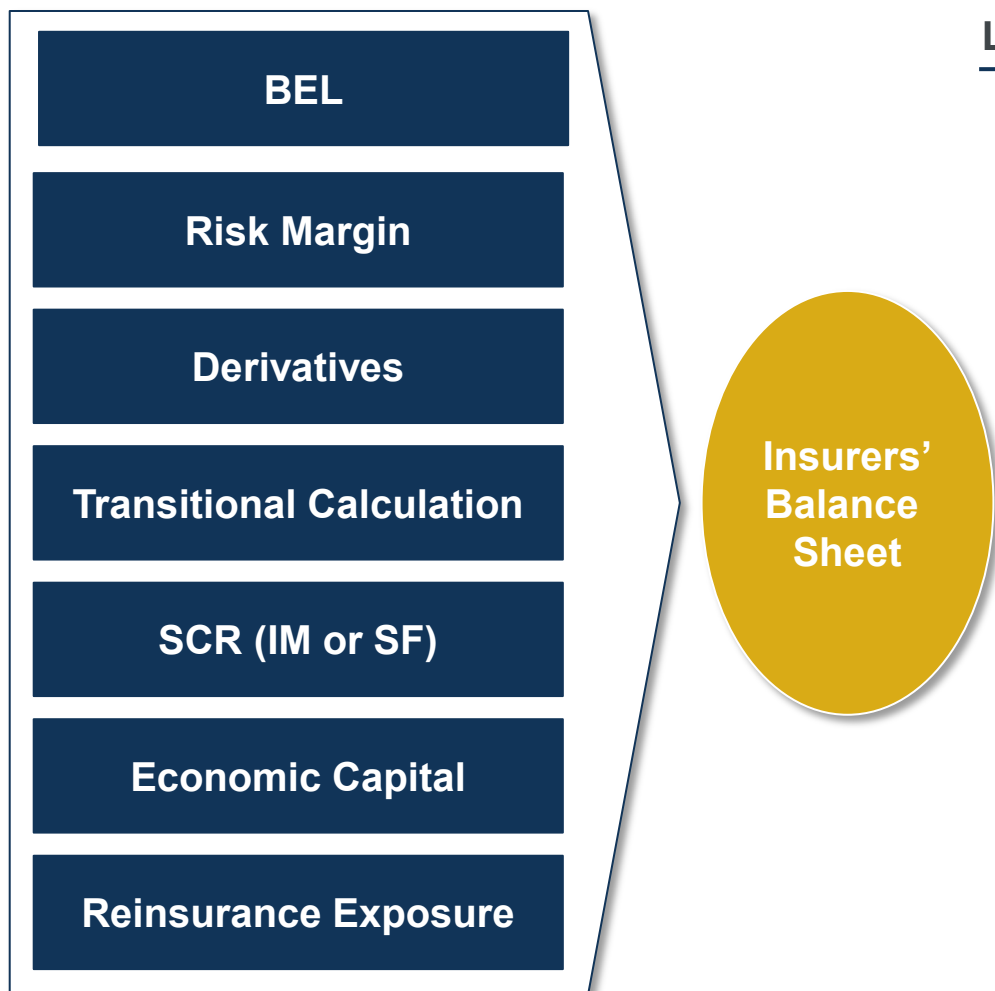 L
BEL
Risk Margin
Derivatives
Transitional Calculation
SCR (IM or SF)
Economic Capital
Reinsurance Exposure
Insurers’
Balance
Sheet